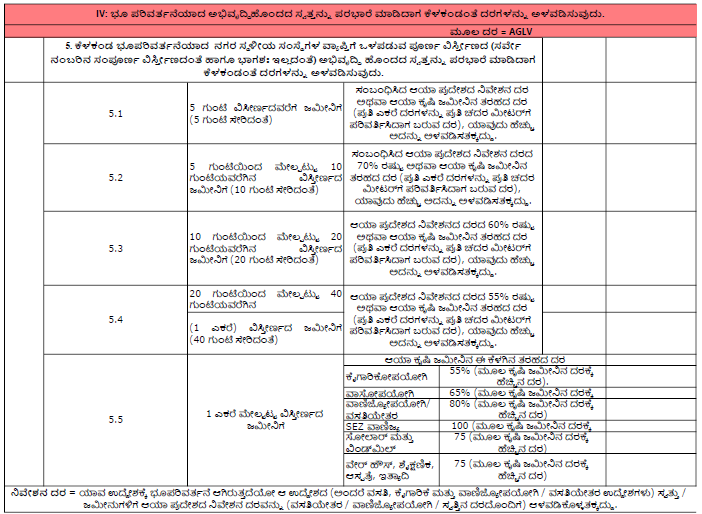 IV: ಭೂ ಪರಿವರ್ತನೆಯಾದ ಅಭಿವೃದ್ಧಿಹೊಂದದ ಸ್ವತ್ತನ್ನು ಪರಭಾರೆ ಮಾಡಿದಾಗ ಕೆಳಕಂಡಂತೆ ದರಗಳನ್ನು ಅಳವಡಿಸುವುದು.
ಮೂಲ ದರ = AGLV
5. ಕೆಳಕಂಡ ಭೂಪರಿವರ್ತನೆಯಾದ ನಗರ ಸ್ಥಳೀಯ ಸಂಸ್ಥೆಗಳ ವ್ಯಾಪ್ತಿಗೆ ಒಳಪಡುವ ಪೂರ್ಣ ವಿಸ್ತೀರ್ಣದ (ಸರ್ವೇ
ನಂಬರಿನ ಸಂಪೂರ್ಣ ವಿಸ್ತೀರ್ಣದಂತೆ ಹಾಗೂ ಭಾಗಶಃ ಇಲ್ಲದಂತೆ) ಅಭಿವೃದ್ಧಿ ಹೊಂದದ ಸ್ವತ್ತನ್ನು ಪರಭಾರೆ ಮಾಡಿದಾಗ
ಕೆಳಕಂಡಂತೆ ದರಗಳನ್ನು ಅಳವಡಿಸುವುದು.
5.1
5 ಗುಂಟೆ ವಿಸೀರ್ಣದವರೆಗೆ ಜಮೀನಿಗೆ
(5 ಗುಂಟೆ ಸೇರಿದಂತೆ)
ಸಂಬಂಧಿಸಿದ ಆಯಾ ಪ್ರದೇಶದ ನಿವೇಶನ ದರ
ಅಥವಾ ಆಯಾ ಕೃಷಿ ಜಮೀನಿನ ತರಹದ ದರ
(ಪ್ರತಿ ಎಕರೆ ದರಗಳನ್ನು ಪ್ರತಿ ಚದರ ಮೀಟರ್‌ಗೆ
ಪರಿವರ್ತಿಸಿದಾಗ ಬರುವ ದರ), ಯಾವುದು ಹೆಚ್ಚು
ಅದನ್ನು ಅಳವಡಿಸತಕ್ಕದ್ದು.
5.2
5 ಗುಂಟೆಯಿಂದ ಮೇಲ್ಪಟ್ಟು 10
ಗುಂಟೆಯವರೆಗಿನ ವಿಸ್ತೀರ್ಣದ
ಜಮೀನಿಗೆ (10 ಗುಂಟೆ ಸೇರಿದಂತೆ)
ಸಂಬಂಧಿಸಿದ ಆಯಾ ಪ್ರದೇಶದ ನಿವೇಶನ ದರದ
70% ರಷ್ಟು ಅಥವಾ ಆಯಾ ಕೃಷಿ ಜಮೀನಿನ
ತರಹದ ದರ (ಪ್ರತಿ ಎಕರೆ ದರಗಳನ್ನು ಪ್ರತಿ ಚದರ
ಮೀಟರ್‌ಗೆ ಪರಿವರ್ತಿಸಿದಾಗ ಬರುವ ದರ),
ಯಾವುದು ಹೆಚ್ಚು ಅದನ್ನು ಅಳವಡಿಸತಕ್ಕದ್ದು.
5.3
10 ಗುಂಟೆಯಿಂದ ಮೇಲ್ಪಟ್ಟು 20
ಗುಂಟೆಯವರೆಗಿನ ವಿಸ್ತೀರ್ಣದ
ಜಮೀನಿಗೆ (20 ಗುಂಟೆ ಸೇರಿದಂತೆ)
ಆಯಾ ಪ್ರದೇಶದ ನಿವೇಶನದ ದರದ 60% ರಷ್ಟು
ಅಥವಾ ಆಯಾ ಕೃಷಿ ಜಮೀನಿನ ತರಹದ ದರ
(ಪ್ರತಿ ಎಕರೆ ದರಗಳನ್ನು ಪ್ರತಿ ಚದರ ಮೀಟರ್‌ಗೆ
ಪರಿವರ್ತಿಸಿದಾಗ ಬರುವ ದರ), ಯಾವುದು ಹೆಚ್ಚು
ಅದನ್ನು ಅಳವಡಿಸತಕ್ಕದ್ದು.
5.4
20 ಗುಂಟೆಯಿಂದ ಮೇಲ್ಪಟ್ಟು 40
ಗುಂಟೆಯವರೆಗಿನ
(1 ಎಕರೆ) ವಿಸ್ತೀರ್ಣದ ಜಮೀನಿಗೆ
(40 ಗುಂಟೆ ಸೇರಿದಂತೆ)
ಆಯಾ ಪ್ರದೇಶದ ನಿವೇಶನದ ದರದ 55% ರಷ್ಟು
ಅಥವಾ ಆಯಾ ಕೃಷಿ ಜಮೀನಿನ ತರಹದ ದರ
(ಪ್ರತಿ ಎಕರೆ ದರಗಳನ್ನು ಪ್ರತಿ ಚದರ ಮೀಟರ್‌ಗೆ
ಪರಿವರ್ತಿಸಿದಾಗ ಬರುವ ದರ), ಯಾವುದು ಹೆಚ್ಚು
ಅದನ್ನು ಅಳವಡಿಸತಕ್ಕದ್ದು.
5.5
1 ಎಕರೆ ಮೇಲ್ಪಟ್ಟ ವಿಸ್ತೀರ್ಣದ
ಜಮೀನಿಗೆ
ಆಯಾ ಕೃಷಿ ಜಮೀನಿನ ಈ ಕೆಳಗಿನ ತರಹದ ದರ
ಕೈಗಾರಿಕೋಪಯೋಗಿ
55% (ಮೂಲ ಕೃಷಿ ಜಮೀನಿನ ದರಕ್ಕೆ
ಹೆಚ್ಚಿನ ದರ).
ವಾಸೋಪಯೋಗಿ
65% (ಮೂಲ ಕೃಷಿ ಜಮೀನಿನ ದರಕ್ಕೆ
ವಾಣಿಜ್ಯೋಪಯೋಗಿ/
ವಸತಿಯೇತರ
80% (ಮೂಲ ಕೃಷಿ ಜಮೀನಿನ ದರಕ್ಕೆ
ಹೆಚ್ಚಿನ ದರ)
SEZ ವಾಣಿಜ್ಯ
100 (ಮೂಲ ಕೃಷಿ ಜಮೀನಿನ ದರಕ್ಕೆ
ಸೋಲಾರ್ ಮತ್ತು
ವಿಂಡ್‌ಮಿಲ್
75 (ಮೂಲ ಕೃಷಿ ಜಮೀನಿನ ದರಕ್ಕೆ
ಹೆಚ್ಚಿನ ದರ)
ವೇರ್ ಹೌಸ್, ಶೈಕ್ಷಣಿಕ,
ಆಸ್ಪತ್ರೆ, ಇತ್ಯಾದಿ
75 (ಮೂಲ ಕೃಷಿ ಜಮೀನಿನ ದರಕ್ಕೆ
ಹೆಚ್ಚಿನ ದರ)
ನಿವೇಶನ ದರ = ಯಾವ ಉದ್ದೇಶಕ್ಕೆ ಭೂಪರಿವರ್ತನೆ ಆಗಿರುತ್ತದೆಯೋ ಆ ಉದ್ದೇಶದ (ಅಂದರೆ ವಸತಿ, ಕೈಗಾರಿಕೆ ಮತ್ತು ವಾಣಿಜ್ಯೋಪಯೋಗಿ / ವಸತಿಯೇತರ ಉದ್ದೇಶಗಳು) ಸ್ವತ್ತು /
ಜಮೀನುಗಳಿಗೆ ಆಯಾ ಪ್ರದೇಶದ ನಿವೇಶನ ದರವನ್ನು (ವಸತಿಯೇತರ / ವಾಣಿಜ್ಯೋಪಯೋಗಿ / ಸ್ವತ್ತಿನ ದರದೊಂದಿಗೆ) ಅಳವಡಿಕೊಳ್ಳತಕ್ಕದ್ದು.